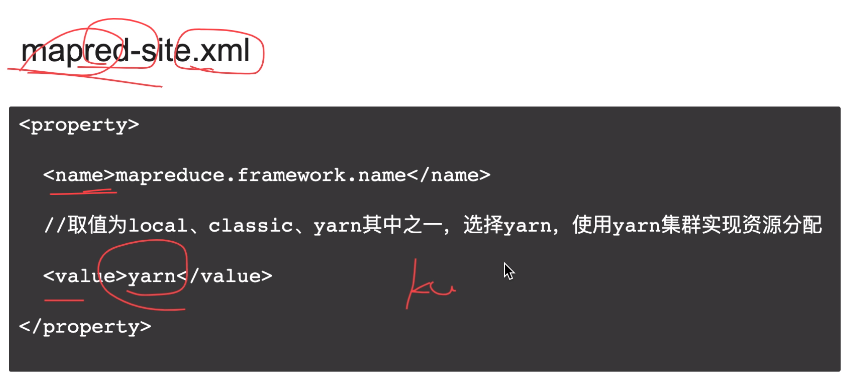 mapred-site.xml
<property>
<name>mapreduce.framework.name</name>
//取值为local、classic、yarn其中之一，选择yarn，使用yarn集群实现资源分配
<value>yarn</value>
</property>